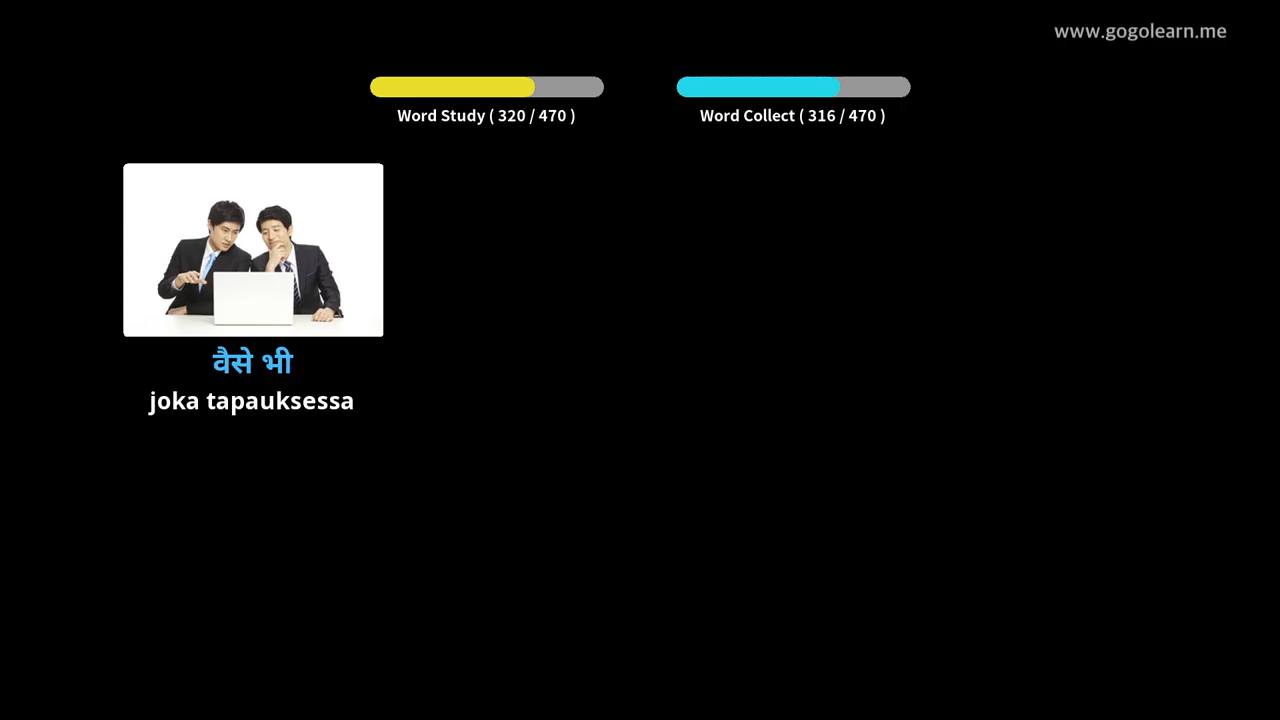 www.gogolearn.me
Word Study ( 320 / 470 )
Word Collect ( 316 / 470 )
वैसे भी
joka tapauksessa